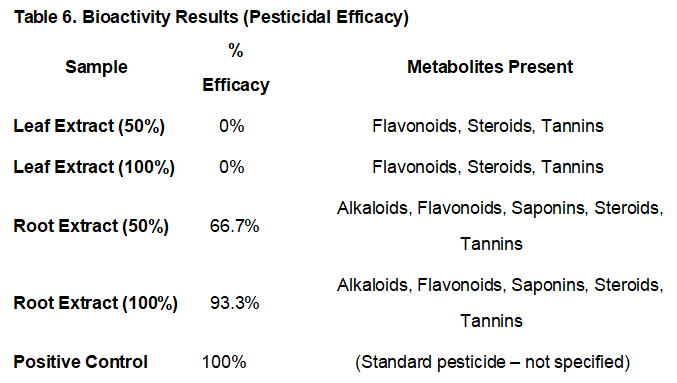 Table 6. Bioactivity Results (Pesticidal Efficacy)
Sample % Efficacy Metabolites Present
Leaf Extract (50%) 0% Flavonoids, Steroids, Tannins
Leaf Extract (100%) 0% Flavonoids, Steroids, Tannins
Root Extract (50%) 66.7% Alkaloids, Flavonoids, Saponins, Steroids, Tannins
Root Extract (100%) 93.3% Alkaloids, Flavonoids, Saponins, Steroids, Tannins
Positive Control 100% (Standard pesticide – not specified)